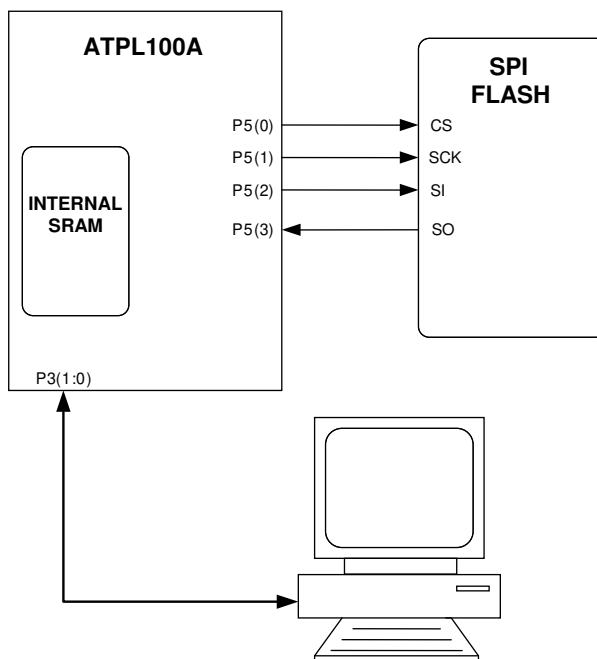 ATPL100A
SPI
FLASH
P5(0)
CS
P5(1)
SCK
P5(2)
SI
P5(3)
SO
INTERNAL
SRAM
P3(1:0)